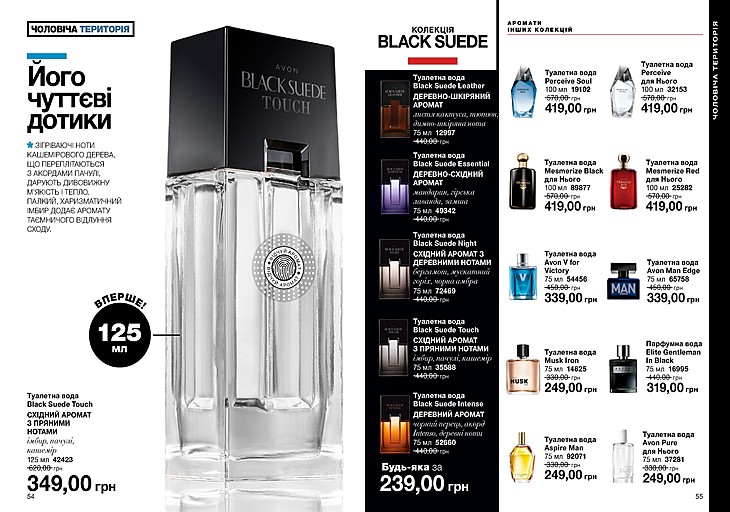 ЧОЛОВІЧА ТЕРИТОРІЯ
Його
чуттєві
дотики
* ЗІГРІВАЮЧІ НОТИ
КАШЕМІРОВОГО ДЕРЕВА,
ЩО ПЕРЕПЛІТАЮТЬСЯ
З АКОРДАМИ ПАЧУЛІ,
ДАРУЮТЬ ДИВОВИЖНУ
М'ЯКІСТЬ І ТЕПЛО.
ПАЛКИЙ, ХАРИЗМАТИЧНИЙ
ІМБИР ДОДАЄ АРОМАТУ
ТАЄМНИЧОГО ВІДЛУННЯ
СХОДУ.
ВПЕРШЕ!
125
МЛ
Туалетна вода
Black Suede Touch
СХІДНИЙ АРОМАТ
З ПРЯНИМИ
НОТАМИ
імбир, пачулі,
кашемір
125 мл 42423
620,00 грн
349,00 грн
54
AVON
BLACK SUEDE
TOUCH
КОЛЕКЦІЯ
BLACK SUEDE
Туалетна вода
Black Suede Leather
ДЕРЕВНО-ШКІРЯНИЙ
АРОМАТ
листя кактуса, тютюн,
димно-шкіряна нота
75 мл 12997
440,00 грн
Туалетна вода
Black Suede Essential
ДЕРЕВНО-СХІДНИЙ
АРОМАТ
мандарин, гірська
лаванда, замша
75 мл 49342
440,00 грн
Туалетна вода
Black Suede Night
СХІДНИЙ АРОМАТ З
ДЕРЕВНИМИ НОТАМИ
бергамот, мускатний
горіх, чорна амбра
75 мл 72469
440,00 грн
Туалетна вода
Black Suede Touch
СХІДНИЙ АРОМАТ
З ПРЯНИМИ НОТАМИ
імбир, пачулі, кашемір
75 мл 35588
440,00 грн
Туалетна вода
Black Suede Intenso
ДЕРЕВНИЙ АРОМАТ
чорний перець, акорд
Intenso, деревні ноти
75 мл 52660
440,00 грн
Будь-яка за
239,00 грн
АРОМАТИ
ІНШИХ КОЛЕКЦІЙ
Туалетна вода
Perceive Soul
100 мл 19102
570,00 грн
419,00 грн
Туалетна вода
Perceive
для Нього
100 мл 32153
570,00 грн
419,00 грн
Туалетна вода
Mesmerize Black
для Нього
100 мл 89877
570,00 грн
419,00 грн
Туалетна вода
Mesmerize Red
для Нього
100 мл 25282
570,00 грн
419,00 грн
Туалетна вода
Avon V for
Victory
75 мл 54456
450,00 грн
339,00 грн
V
Туалетна вода
Avon Man Edge
75 мл 65758
450,00 грн
339,00 грн
MAN
Туалетна вода
Musk Iron
75 мл 14625
330,00 грн
249,00 грн
MUSK
Парфумна вода
Elite Gentleman
In Black
75 мл 16995
440,00 грн
319,00 грн
Туалетна вода
Aspire Man
75 мл 92071
330,00 грн
249,00 грн
Туалетна вода
Avon Pure
для Нього
75 мл 37281
330,00 грн
249,00 грн
ЧОЛОВІЧА ТЕРИТОРІЯ
55